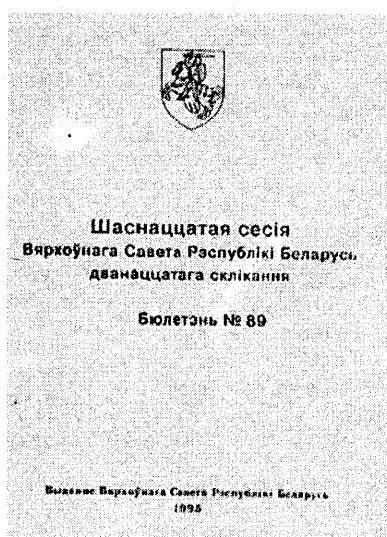 Шаснаццатая сесія
Вярхоўнага Савета Рэспублікі Беларусь
дванаццатага склікання
Бюлетэнь № 89
Выданне Вярхоўнага Савета Рэспублікі Беларусь
1995